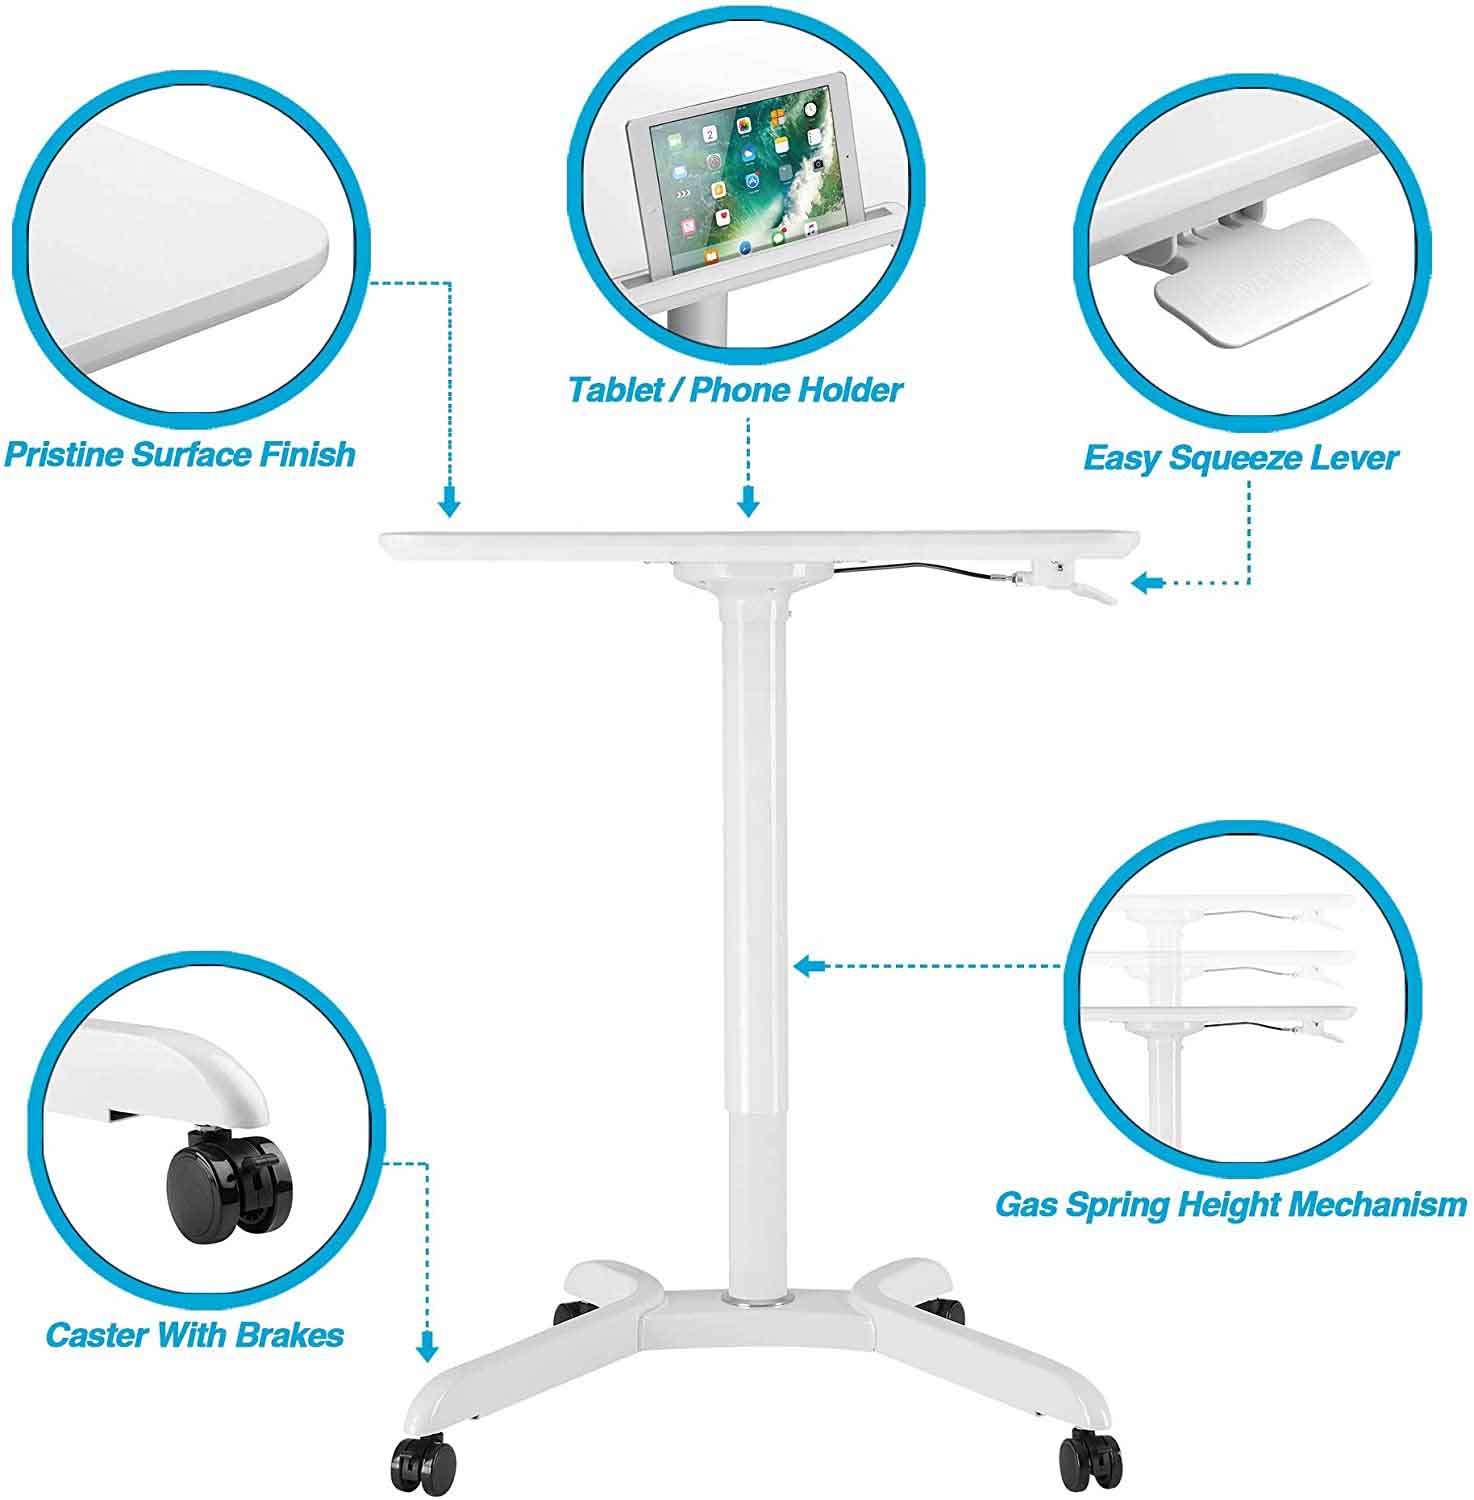 Tablet / Phone Holder
Pristine Surface Finish
Easy Squeeze Lever
Gas Spring Height Mechanism
Caster With Brakes